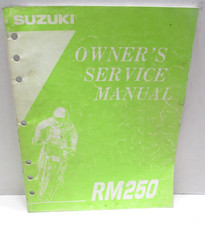 SUZUKI
OWNER'S
SERVICE
MANUAL
RM250